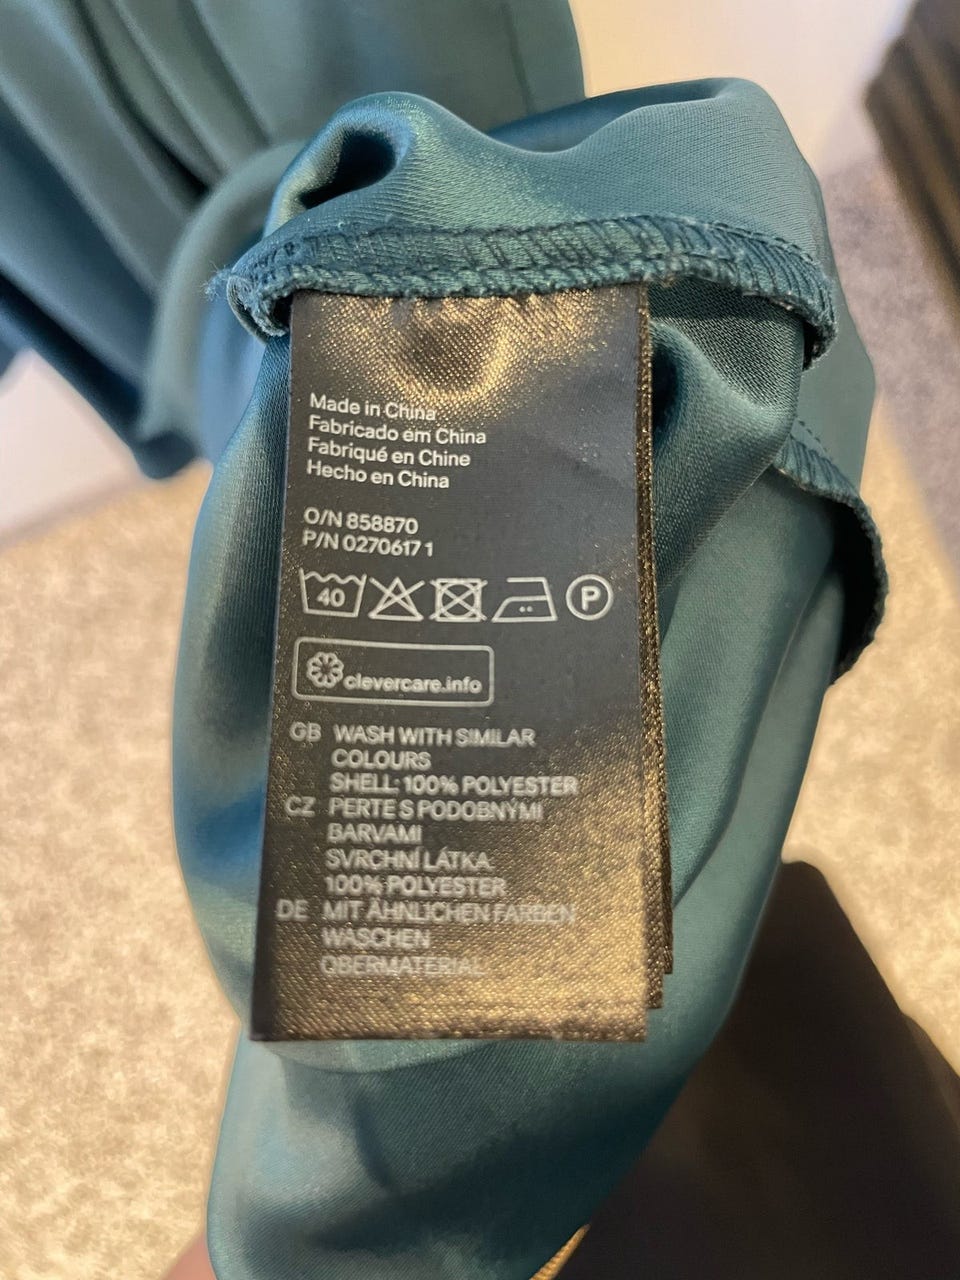 Made in China
Fabricado em China
Fabriqué en Chine
Hecho en China
O/N 858870
P/N 0270617 1
40 P
clevercare.info
GB WASH WITH SIMILAR
COLOURS
SHELL: 100% POLYESTER
CZ PERTE S PODOBNÝMI
BARVAMI
SVRCHNÍ LÁTKA:
100% POLYESTER
DE MIT ÄHNLICHEN FARBEN
WASCHEN
OBERMATERIAL: